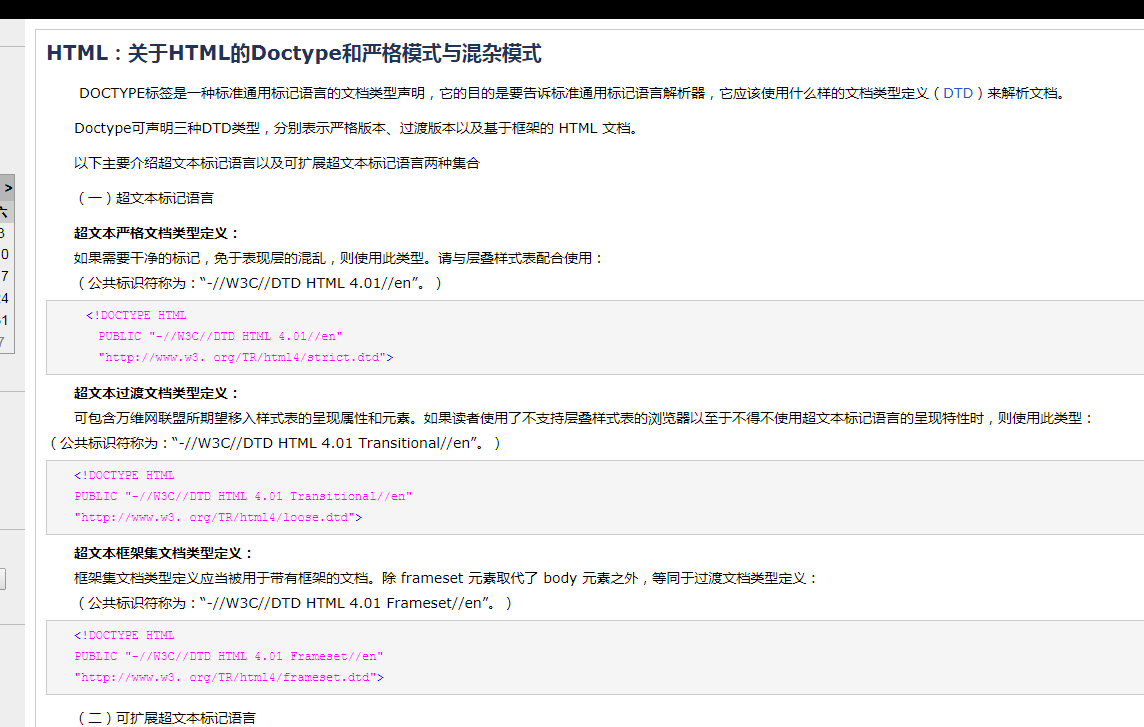 HTML：关于HTML的Doctype和严格模式与混杂模式
DOCTYPE标签是一种标准通用标记语言的文档类型声明，它的目的是要告诉标准通用标记语言解析器，它应该使用什么样的文档类型定义（DTD）来解析文档。
Doctype可声明三种DTD类型，分别表示严格版本、过渡版本以及基于框架的 HTML 文档。
以下主要介绍超文本标记语言以及可扩展超文本标记语言两种集合
（一）超文本标记语言
>
六
超文本严格文档类型定义：
如果需要干净的标记，免于表现层的混乱，则使用此类型。请与层叠样式表配合使用：
（公共标识符称为：“-//W3C//DTD HTML 4.01//en”。）
<!DOCTYPE HTML
PUBLIC "-//W3C//DTD HTML 4.01//en"
"http://www.w3. org/TR/html4/strict.dtd">
超文本过渡文档类型定义：
可包含万维网联盟所期望移入样式表的呈现属性和元素。如果读者使用了不支持层叠样式表的浏览器以至于不得不使用超文本标记语言的呈现特性时，则使用此类型：
（公共标识符称为：“-//W3C//DTD HTML 4.01 Transitional//en”。）
<!DOCTYPE HTML
PUBLIC "-//W3C//DTD HTML 4.01 Transitional//en"
"http://www.w3. org/TR/html4/loose.dtd">
超文本框架集文档类型定义：
框架集文档类型定义应当被用于带有框架的文档。除 frameset 元素取代了 body 元素之外，等同于过渡文档类型定义：
（公共标识符称为：“-//W3C//DTD HTML 4.01 Frameset//en”。）
<!DOCTYPE HTML
PUBLIC "-//W3C//DTD HTML 4.01 Frameset//en"
"http://www.w3. org/TR/html4/frameset.dtd">
（二）可扩展超文本标记语言